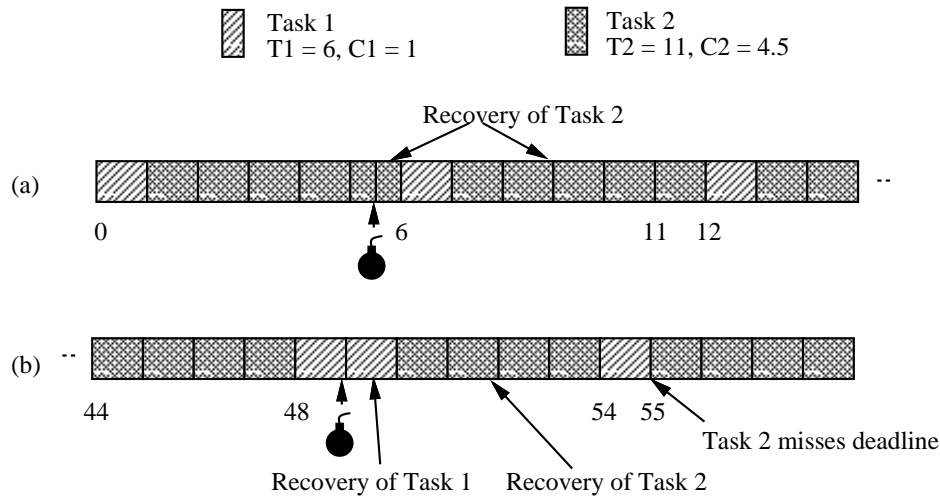 Task 1
T1 = 6, C1 = 1
Task 2
T2 = 11, C2 = 4.5
Recovery of Task 2
(a)
--
0
6
11
12
--
(b)
44
48
54
55
Task 2 misses deadline
Recovery of Task 1
Recovery of Task 2